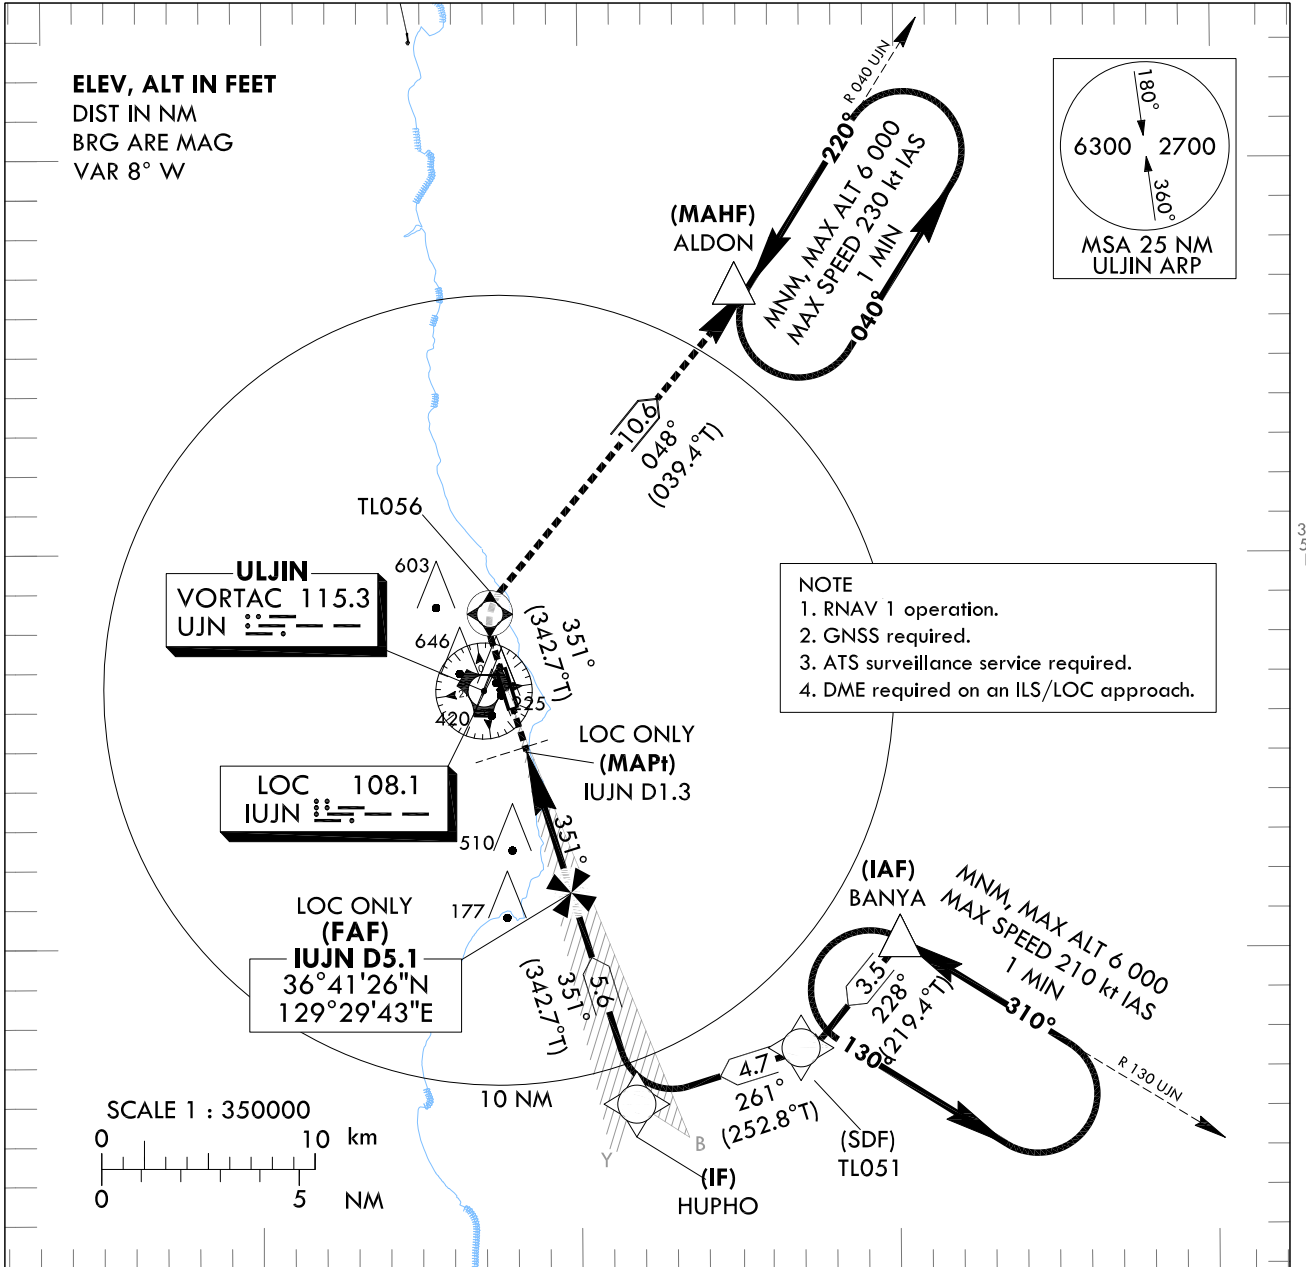 ELEV, ALT IN FEET
DIST IN NM
BRG ARE MAG
VAR 8° W
R 040 UJN
220°
MNM, MAX ALT 6 000
MAX SPEED 230 kt IAS
1 MIN
040°
(MAHF)
ALDON
180°
6300 2700
360°
MSA 25 NM
ULJIN ARP
10.6
048°
(039.4°T)
TL056
603
ULJIN
VORTAC 115.3
UJN
646
351°
(342.7°T)
225
420
NOTE
1. RNAV 1 operation.
2. GNSS required.
3. ATS surveillance service required.
4. DME required on an ILS/LOC approach.
LOC ONLY
(MAPt)
IUJN D1.3
LOC 108.1
IUJN
510
351°
177
LOC ONLY
(FAF)
IUJN D5.1
36°41'26"N
129°29'43"E
(IAF)
BANYA
MNM, MAX ALT 6 000
MAX SPEED 210 kt IAS
1 MIN
310°
130°
R 130 UJN
3.5
228°
(219.4°T)
5.6
351°
(342.7°T)
4.7
261°
(252.8°T)
(SDF)
TL051
10 NM
B
Y
(IF)
HUPHO
SCALE 1 : 350000
0 10 km
0 5 NM